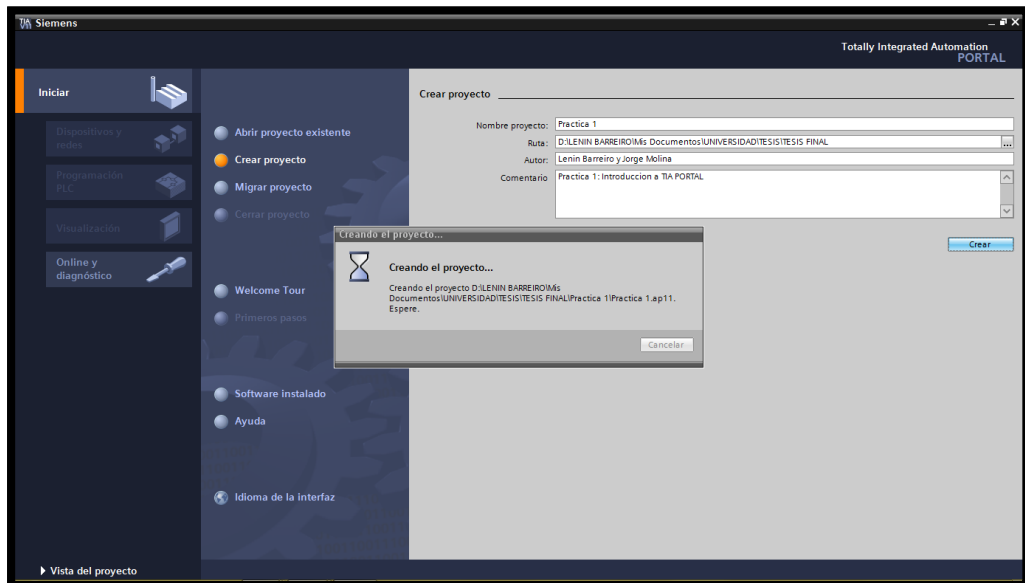 Siemens
Totally Integrated Automation
PORTAL
Iniciar
Dispositivos y
redes
Programación
PLC
Visualización
Online y
diagnóstico
Abrir proyecto existente
Crear proyecto
Migrar proyecto
Cerrar proyecto
Welcome Tour
Primeros pasos
Software instalado
Ayuda
Idioma de la interfaz
Crear proyecto
Nombre proyecto: Practica 1
Ruta: D:\LENIN BARREIRO\Mis Documentos\UNIVERSIDAD\TESIS\TESIS FINAL ...
Autor: Lenin Barreiro y Jorge Molina
Comentario Practica 1: Introduccion a TIA PORTAL
Crear
Creando el proyecto...
Creando el proyecto...
Creando el proyecto D:\LENIN BARREIRO\Mis
Documentos\UNIVERSIDAD\TESIS\TESIS FINAL\Practica 1\Practica 1.ap11.
Espere.
Cancelar
Vista del proyecto